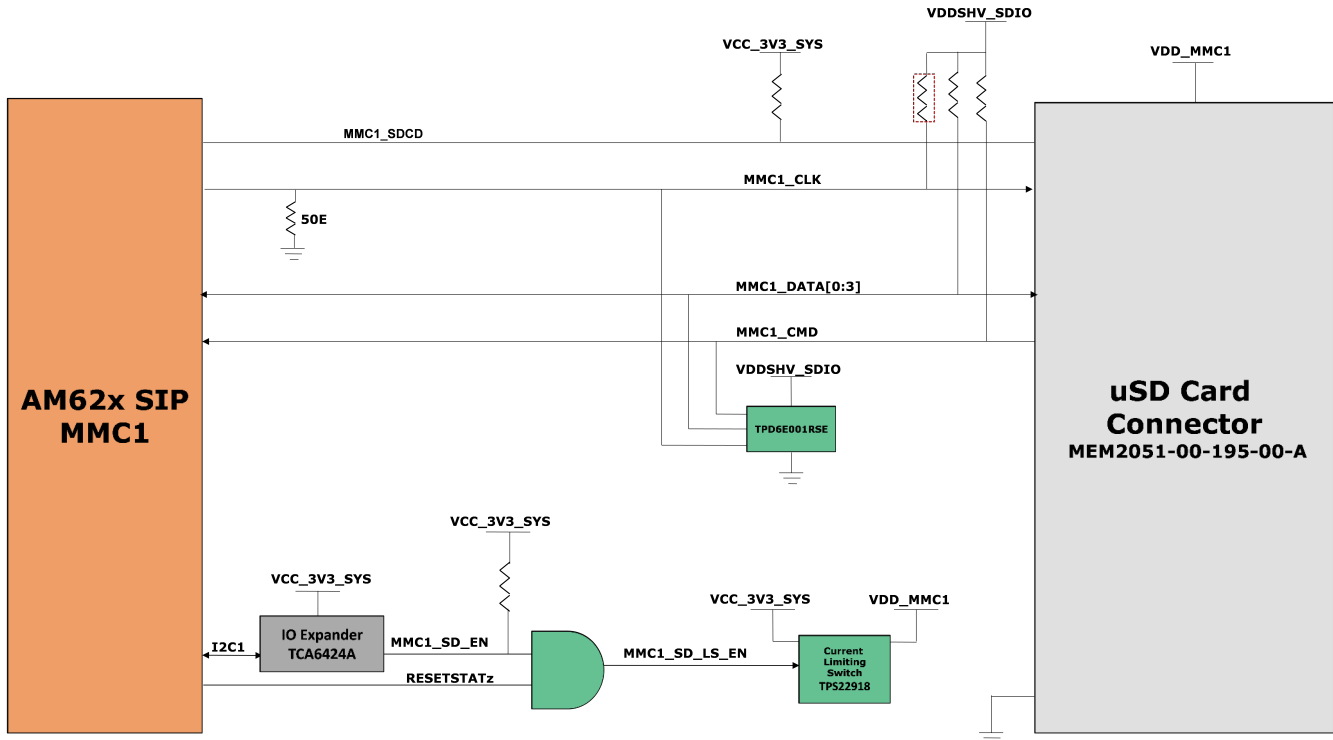 VDDSHV_SDIO
VCC_3V3_SYS
VDD_MMC1
MMC1_SDCD
MMC1_CLK
50E
MMC1_DATA[0:3]
MMC1_CMD
VDDSHV_SDIO
TPD6E001RSE
AM62x SIP
MMC1
uSD Card
Connector
MEM2051-00-195-00-A
VCC_3V3_SYS
VCC_3V3_SYS
IO Expander
TCA6424A
I2C1
MMC1_SD_EN
RESETSTATz
MMC1_SD_LS_EN
VCC_3V3_SYS
VDD_MMC1
Current
Limiting
Switch
TPS22918